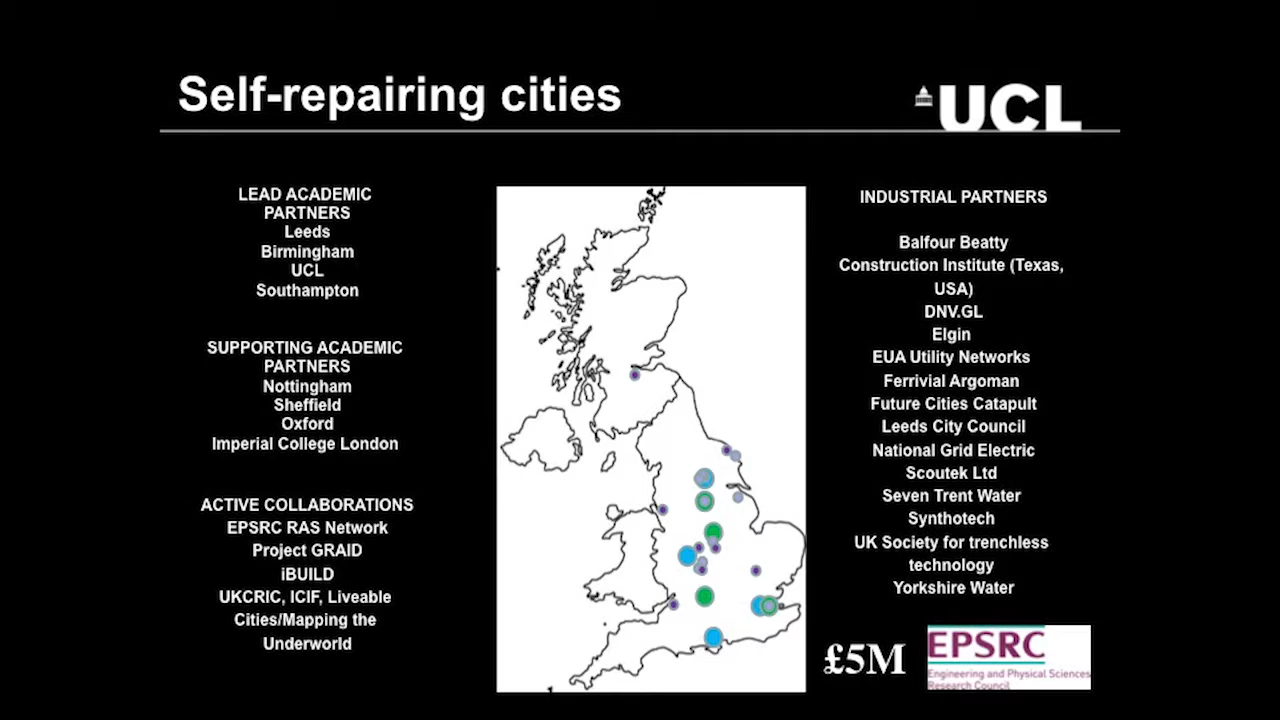 Self-repairing cities
UCL
LEAD ACADEMIC
PARTNERS
Leeds
Birmingham
UCL
Southampton
SUPPORTING ACADEMIC
PARTNERS
Nottingham
Sheffield
Oxford
Imperial College London
ACTIVE COLLABORATIONS
EPSRC RAS Network
Project GRAID
iBUILD
UKCRIC, ICIF, Liveable
Cities/Mapping the
Underworld
INDUSTRIAL PARTNERS
Balfour Beatty
Construction Institute (Texas,
USA)
DNV.GL
Elgin
EUA Utility Networks
Ferrivial Argoman
Future Cities Catapult
Leeds City Council
National Grid Electric
Scoutek Ltd
Seven Trent Water
Synthotech
UK Society for trenchless
technology
Yorkshire Water
£5M
EPSRC
Engineering and Physical Sciences
Research Council